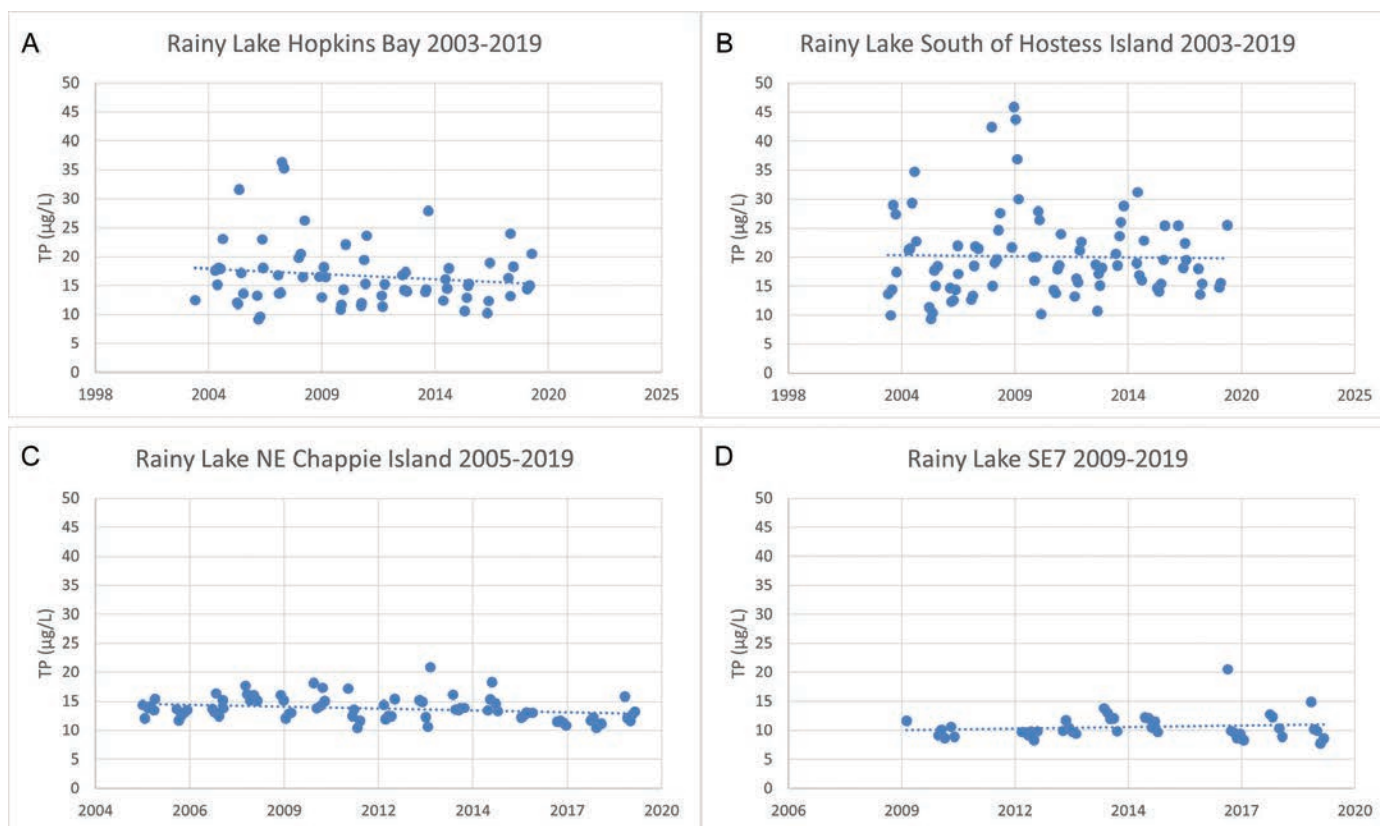 A
Rainy Lake Hopkins Bay 2003-2019
50
45
40
35
30
25
20
15
10
5
0
TP (µg/L)
1998 2004 2009 2014 2020 2025
B
Rainy Lake South of Hostess Island 2003-2019
50
45
40
35
30
25
20
15
10
5
0
TP (µg/L)
1998 2004 2009 2014 2020 2025
C
Rainy Lake NE Chappie Island 2005-2019
50
45
40
35
30
25
20
15
10
5
0
TP (µg/L)
2004 2006 2009 2012 2015 2017 2020
D
Rainy Lake SE7 2009-2019
50
45
40
35
30
25
20
15
10
5
0
TP (µg/L)
2006 2009 2012 2014 2017 2020